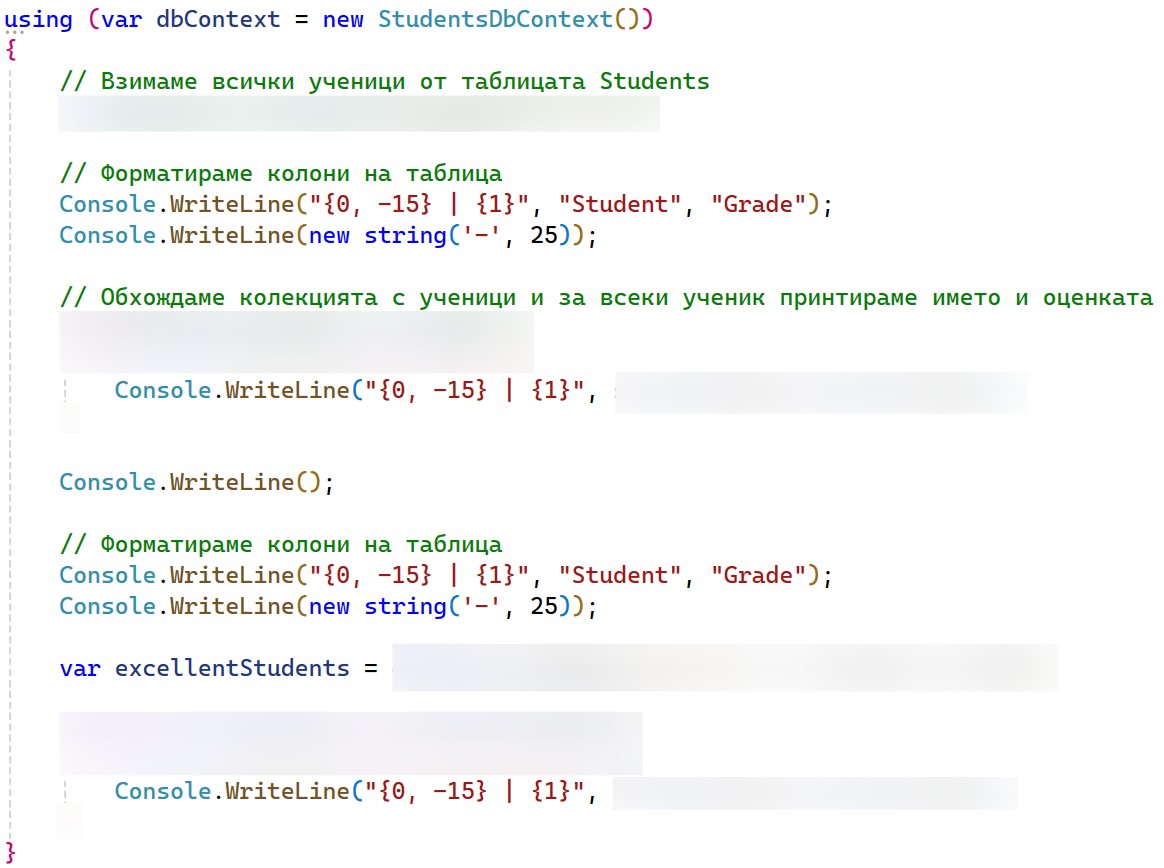 using (var dbContext = new StudentsDbContext())
{
// Взимаме всички ученици от таблицата Students
// Форматираме колони на таблица
Console.WriteLine("{0, -15} | {1}", "Student", "Grade");
Console.WriteLine(new string('-', 25));
// Обхождаме колекцията с ученици и за всеки ученик принтираме името и оценката
Console.WriteLine("{0, -15} | {1}",
Console.WriteLine();
// Форматираме колони на таблица
Console.WriteLine("{0, -15} | {1}", "Student", "Grade");
Console.WriteLine(new string('-', 25));
var excellentStudents =
Console.WriteLine("{0, -15} | {1}",
}